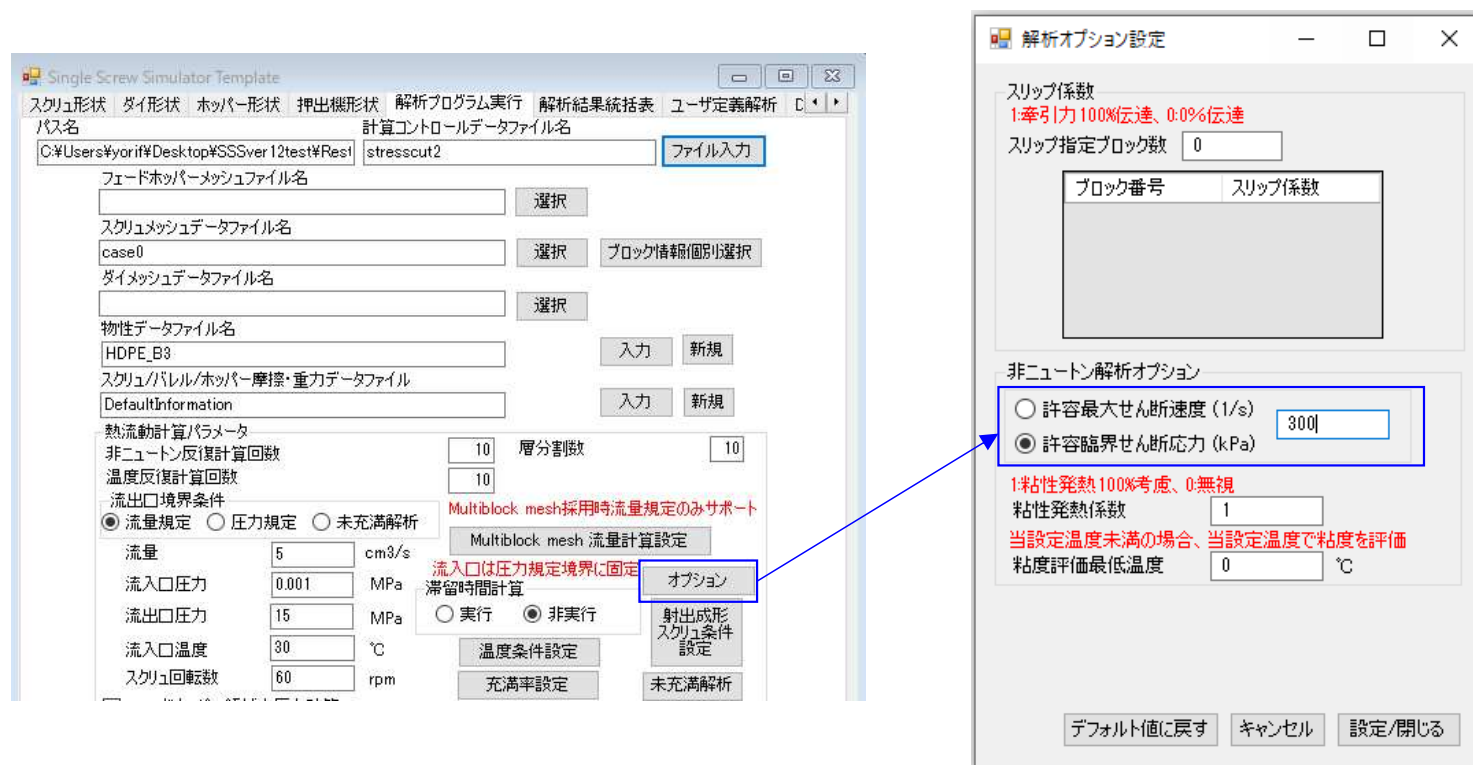 Single Screw Simulator Template
スクリュ形状 ダイ形状 ホッパー形状 押出機形状 解析プログラム実行 解析結果統括表 ユーザ定義解析
パス名 計算コントロールデータファイル名
C:¥Users¥yorif¥Desktop¥SSSver12test¥Rest stresscut2 ファイル入力
フェードホッパーメッシュファイル名
選択
スクリュメッシュデータファイル名
case0 選択 ブロック情報個別選択
ダイメッシュデータファイル名
選択
物性データファイル名
HDPE_B3 入力 新規
スクリュ/バレル/ホッパー摩擦・重力データファイル
DefaultInformation 入力 新規
熱流動計算パラメータ
非ニュートン反復計算回数 10 層分割数 10
温度反復計算回数 10
流出口境界条件
流量規定 圧力規定 未充満解析
Multiblock mesh採用時流量規定のみサポート
Multiblock mesh 流量計算設定
流量 5 cm3/s
流入口は圧力規定境界に固定
オプション
流入口圧力 0.001 MPa
滞留時間計算
実行 非実行
流出口圧力 15 MPa
射出成形
スクリュ条件
設定
流入口温度 30 ℃ 温度条件設定
スクリュ回転数 60 rpm 充満率設定 未充満解析
解析オプション設定
スリップ係数
1:牽引力100%伝達、0:0%伝達
スリップ指定ブロック数 0
ブロック番号 スリップ係数
非ニュートン解析オプション
許容最大せん断速度 (1/s)
300
許容臨界せん断応力 (kPa)
1:粘性発熱100%考慮、0:無視
粘性発熱係数 1
当設定温度未満の場合、当設定温度で粘度を評価
粘度評価最低温度 0 ℃
デフォルト値に戻す キャンセル 設定/閉じる